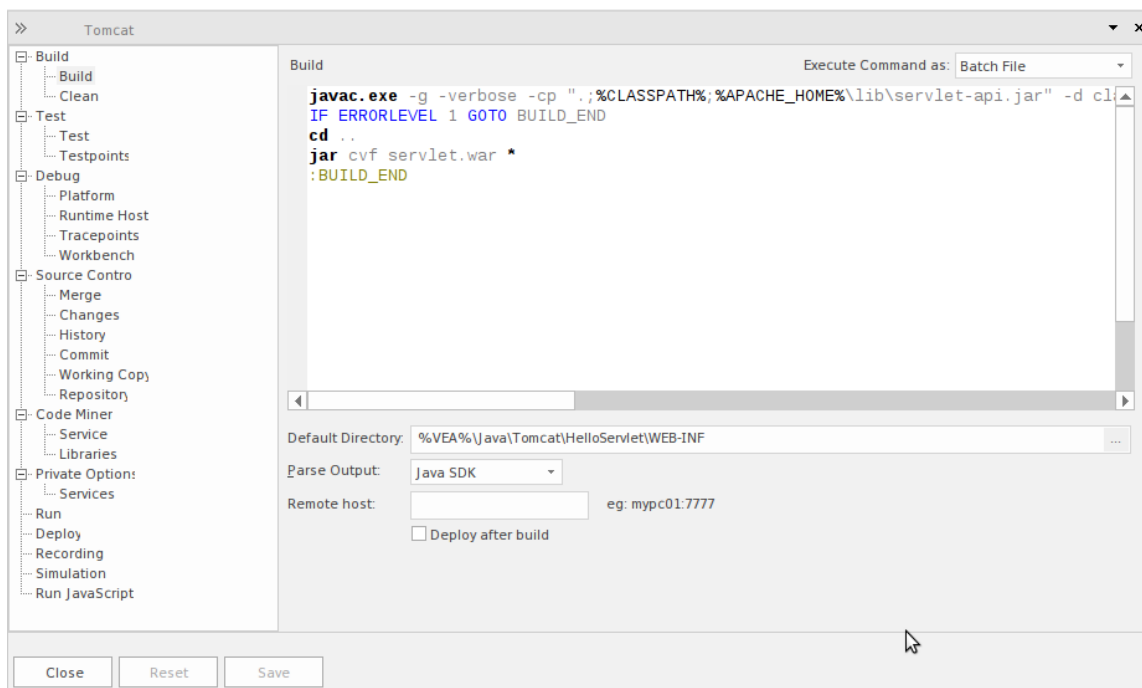 Tomcat
Build
Build
Clean
Test
Test
Testpoints
Debug
Platform
Runtime Host
Tracepoints
Workbench
Source Contro
Merge
Changes
History
Commit
Working Copy
Repository
Code Miner
Service
Libraries
Private Options
Services
Run
Deploy
Recording
Simulation
Run JavaScript
Build
Execute Command as: Batch File
javac.exe -g -verbose -cp ".;%CLASSPATH%;%APACHE_HOME%\lib\servlet-api.jar" -d cla
IF ERRORLEVEL 1 GOTO BUILD_END
cd ..
jar cvf servlet.war *
:BUILD_END
Default Directory: %VEA%\Java\Tomcat\HelloServlet\WEB-INF ...
Parse Output: Java SDK
Remote host: eg: mypc01:7777
Deploy after build
Close Reset Save